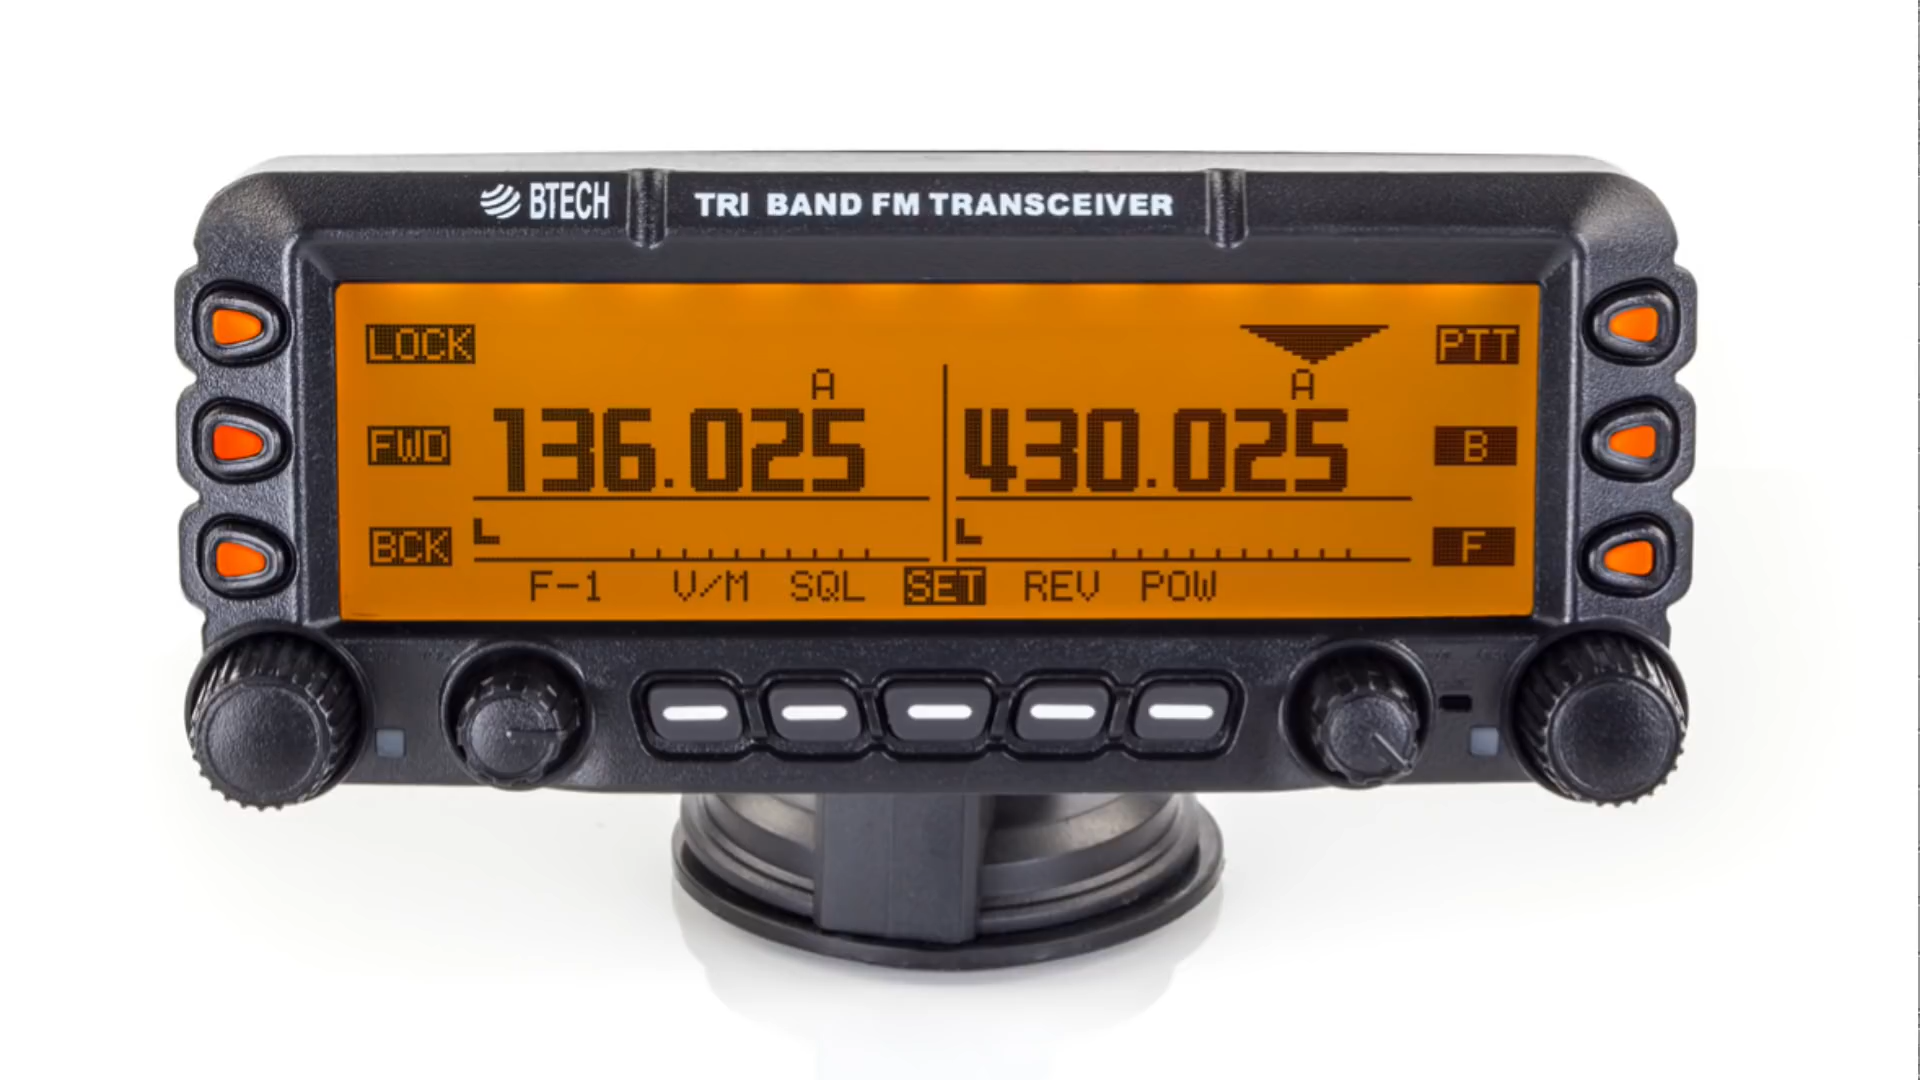 BTECH TRI BAND FM TRANSCEIVER
LOCK PTT
A A
FWD 136.025 430.025 B
BCK L L F
F-1 V/M SQL SET REV POW